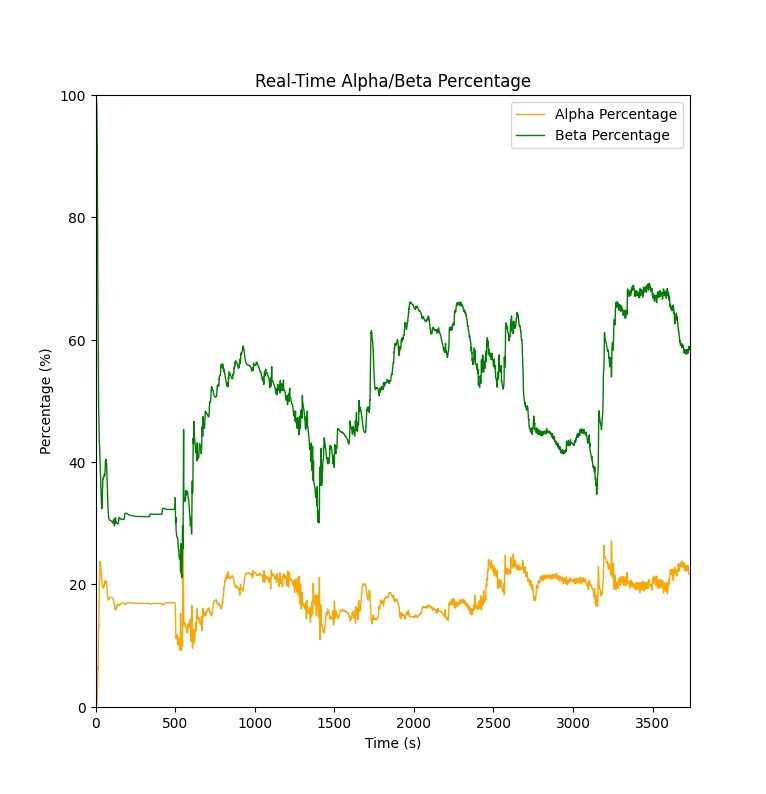 Real-Time Alpha/Beta Percentage
Alpha Percentage
Beta Percentage
100
80
60
40
20
0
Percentage (%)
0 500 1000 1500 2000 2500 3000 3500
Time (s)